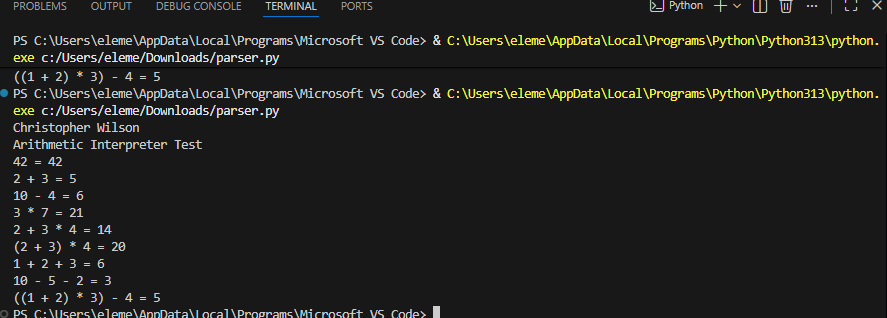 PROBLEMS OUTPUT DEBUG CONSOLE TERMINAL PORTS Python
PS C:\Users\eleme\AppData\Local\Programs\Microsoft VS Code> & C:\Users\eleme\AppData\Local\Programs\Python\Python313\python.
exe c:/Users/eleme/Downloads/parser.py
((1 + 2) * 3) - 4 = 5
PS C:\Users\eleme\AppData\Local\Programs\Microsoft VS Code> & C:\Users\eleme\AppData\Local\Programs\Python\Python313\python.
exe c:/Users/eleme/Downloads/parser.py
Christopher Wilson
Arithmetic Interpreter Test
42 = 42
2 + 3 = 5
10 - 4 = 6
3 * 7 = 21
2 + 3 * 4 = 14
(2 + 3) * 4 = 20
1 + 2 + 3 = 6
10 - 5 - 2 = 3
((1 + 2) * 3) - 4 = 5
PS C:\Users\eleme\AppData\Local\Programs\Microsoft VS Code>